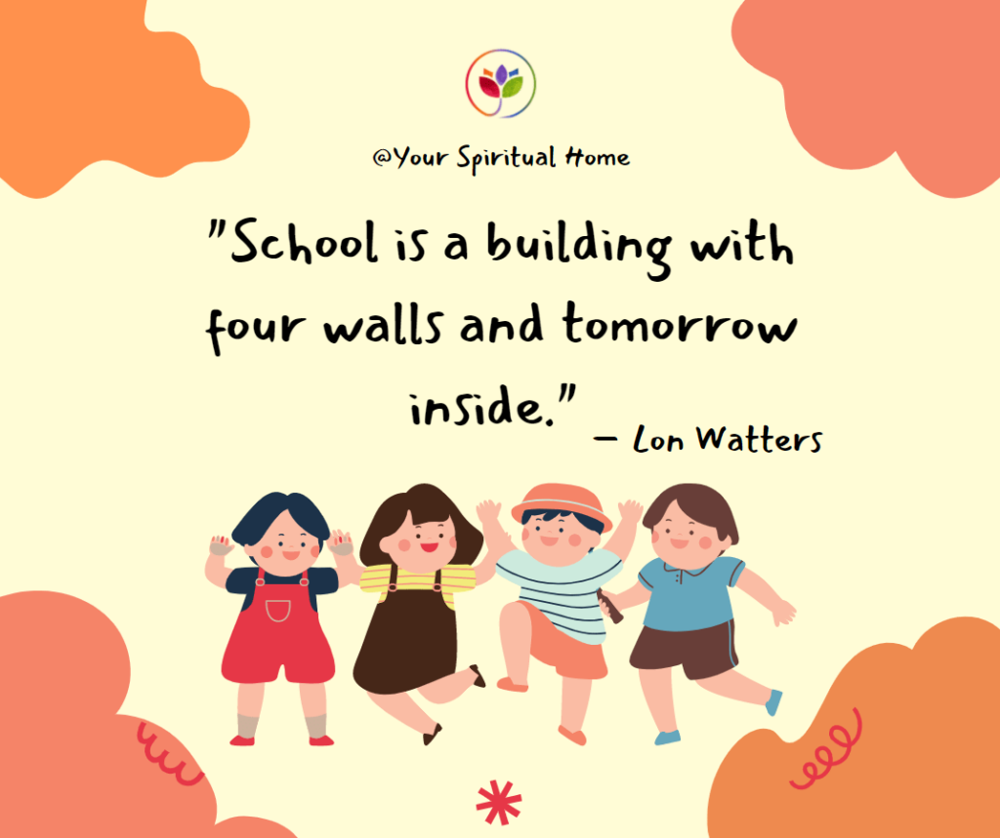 @Your Spiritual Home
"School is a building with
four walls and tomorrow
inside."
— Lon Watters